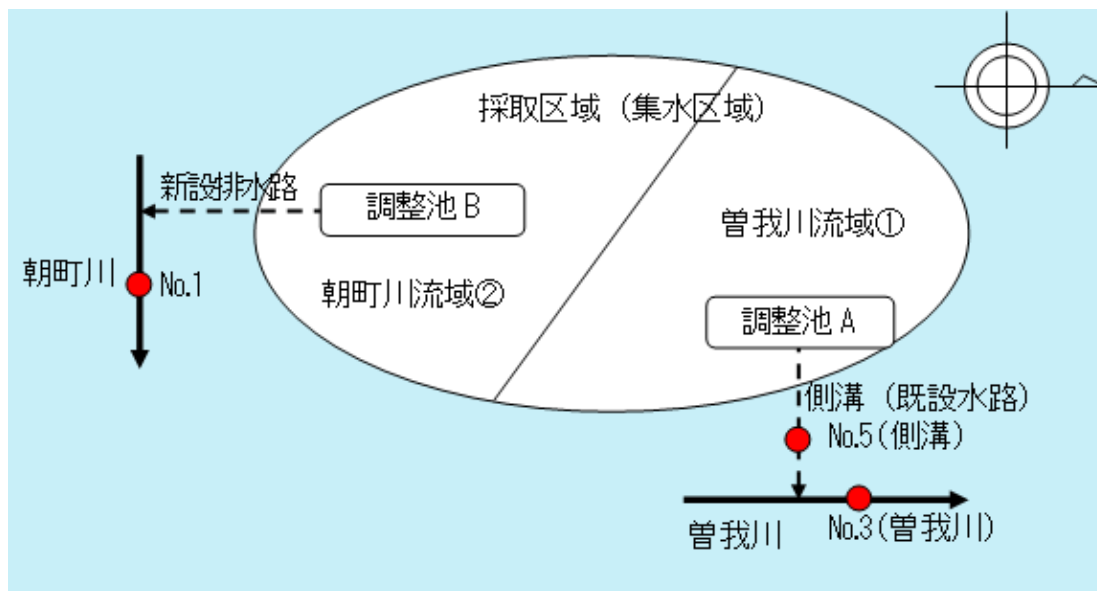 採取区域（集水区域）
新設排水路
調整池 B
曽我川流域①
朝町川
No.1
朝町川流域②
調整池 A
側溝（既設水路）
No.5(側溝)
曽我川
No.3(曽我川)